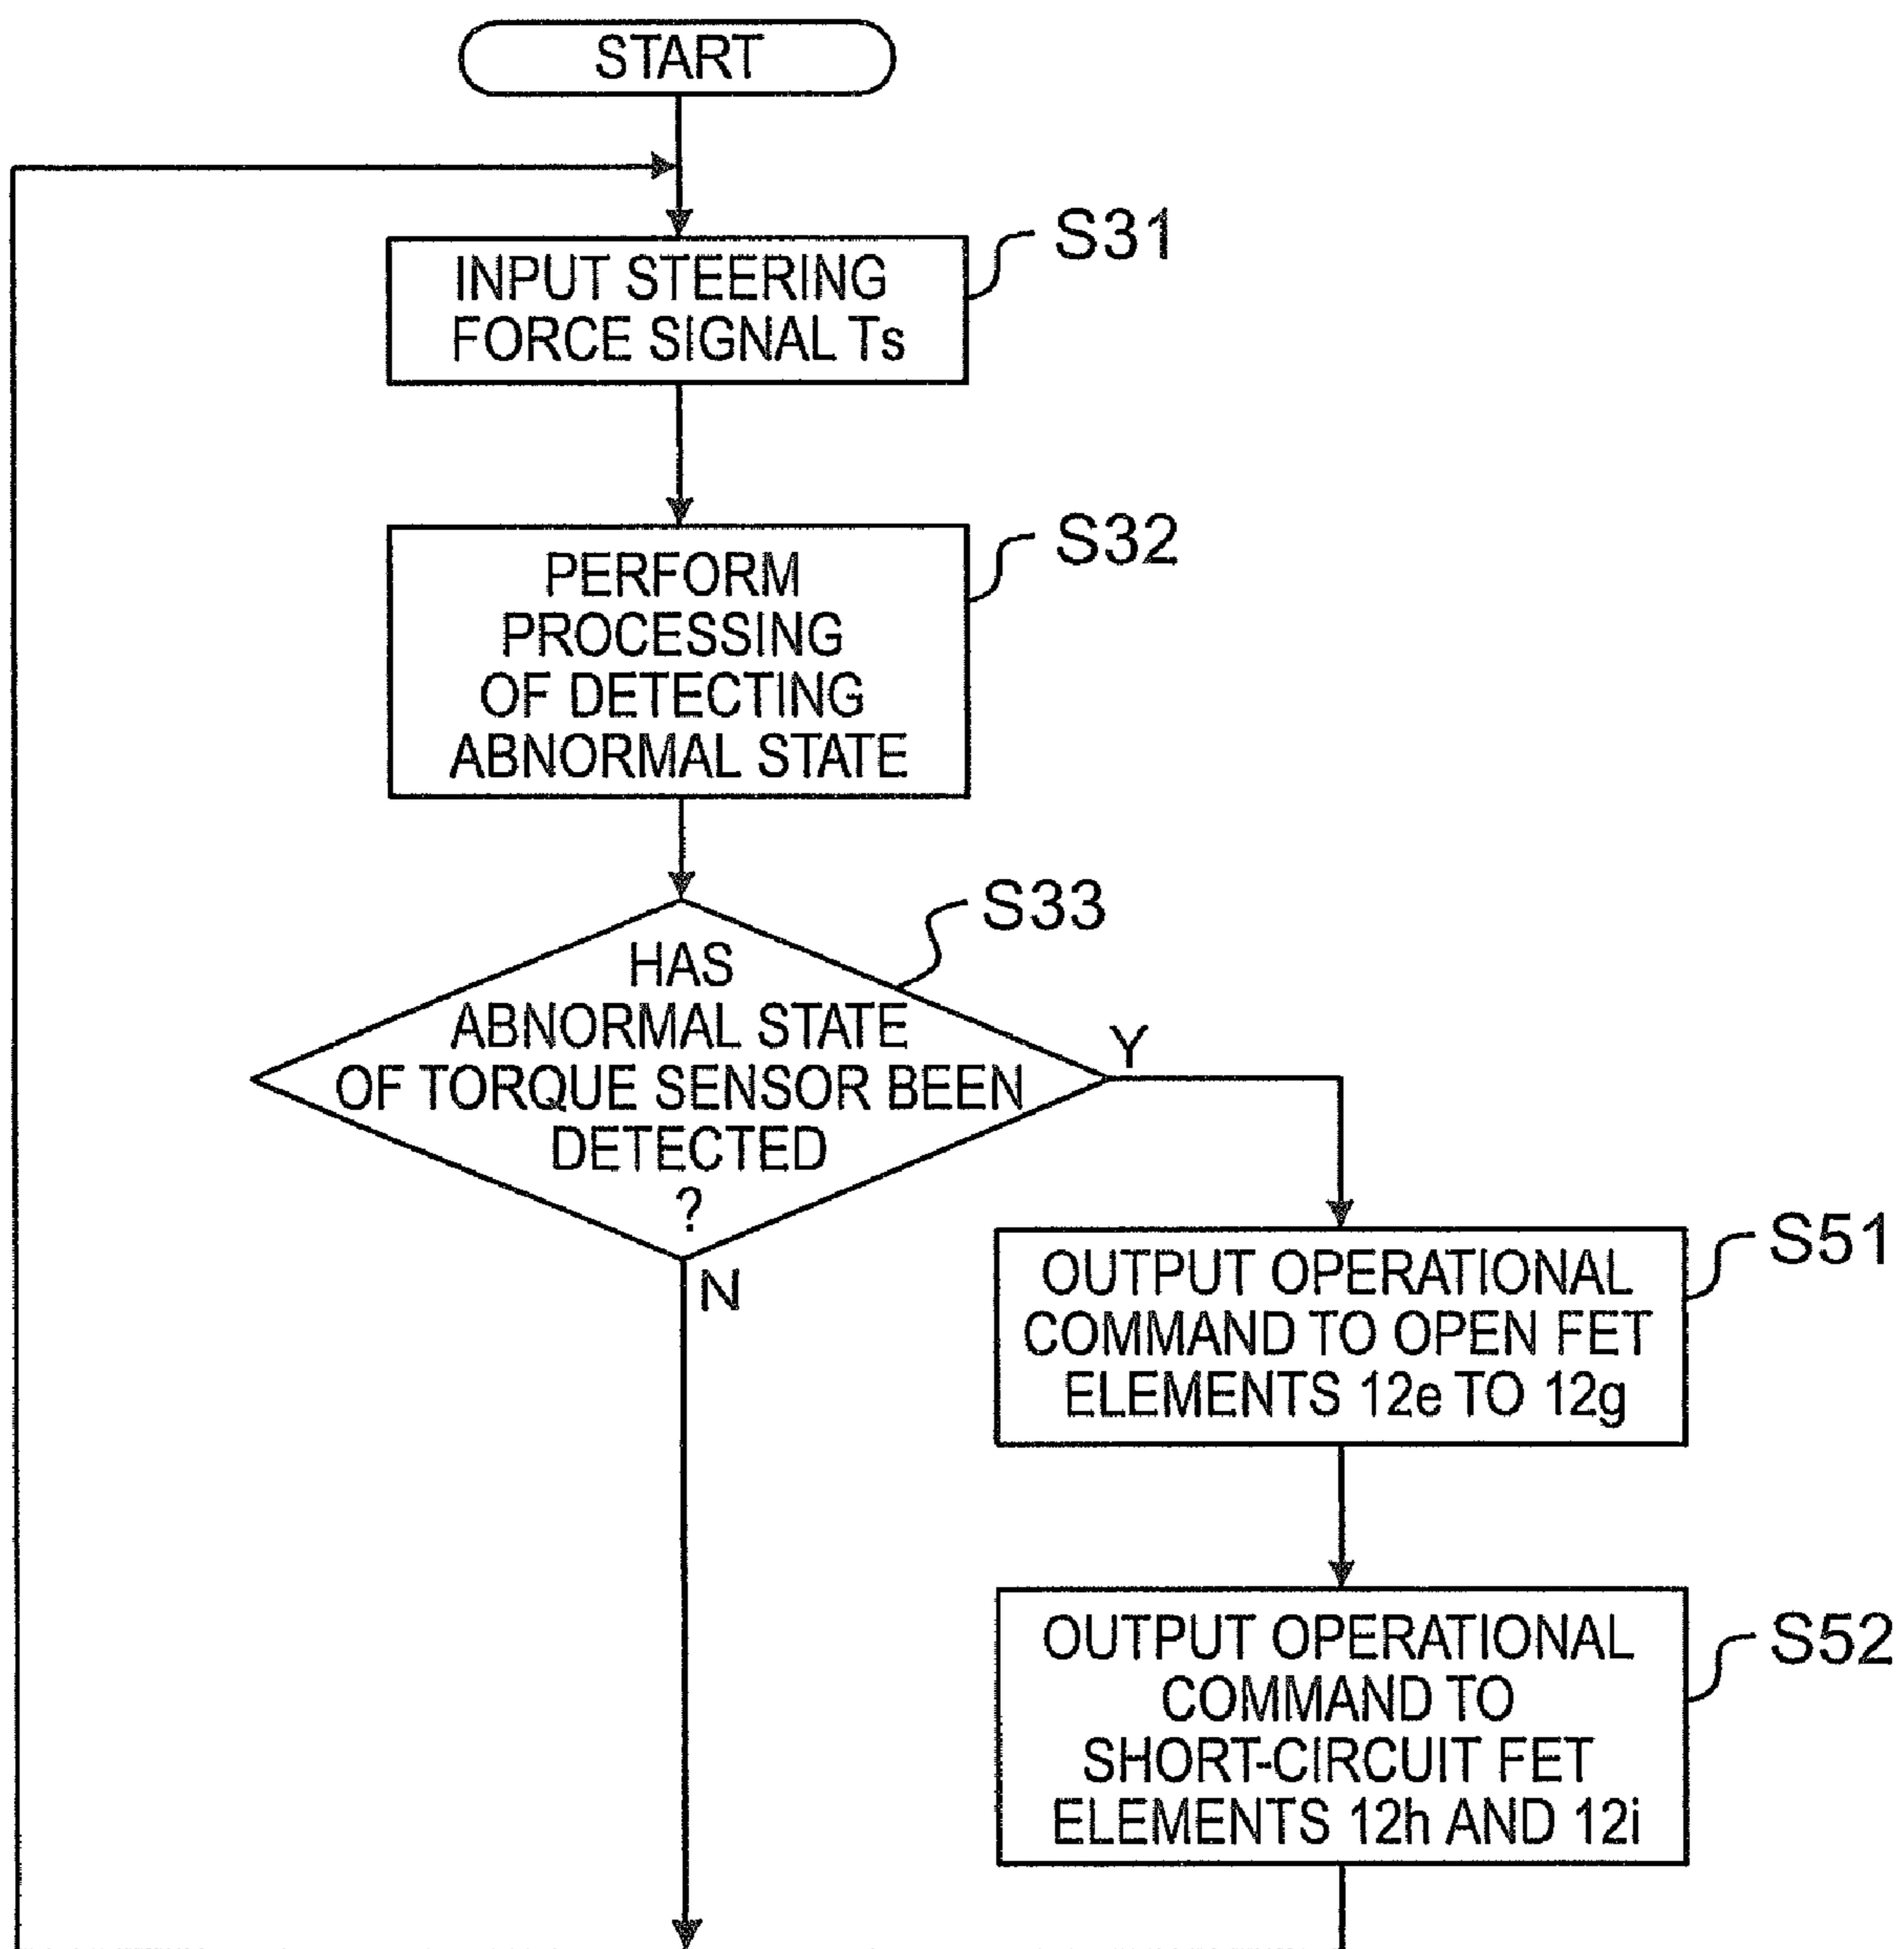 START
S31
INPUT STEERING
FORCE SIGNAL Ts
S32
PERFORM
PROCESSING
OF DETECTING
ABNORMAL STATE
S33
HAS
ABNORMAL STATE
OF TORQUE SENSOR BEEN
DETECTED
?
Y
N
S51
OUTPUT OPERATIONAL
COMMAND TO OPEN FET
ELEMENTS 12e TO 12g
S52
OUTPUT OPERATIONAL
COMMAND TO
SHORT-CIRCUIT FET
ELEMENTS 12h AND 12i